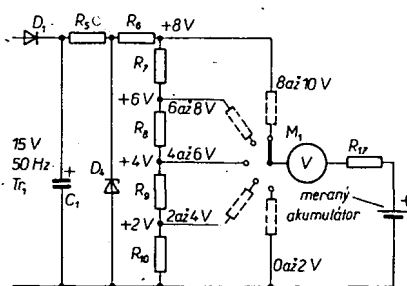 D₁
R₅
R₆
+8V
R₇
8až10V
+6V
6až8V
R₈
M₁
R₁₇
15 V
50 Hz
Tr₁
+4V
4až6V
V
+
C₁
D₄
R₉
meraný
akumulátor
+
+2V
2až4V
R₁₀
0až2V